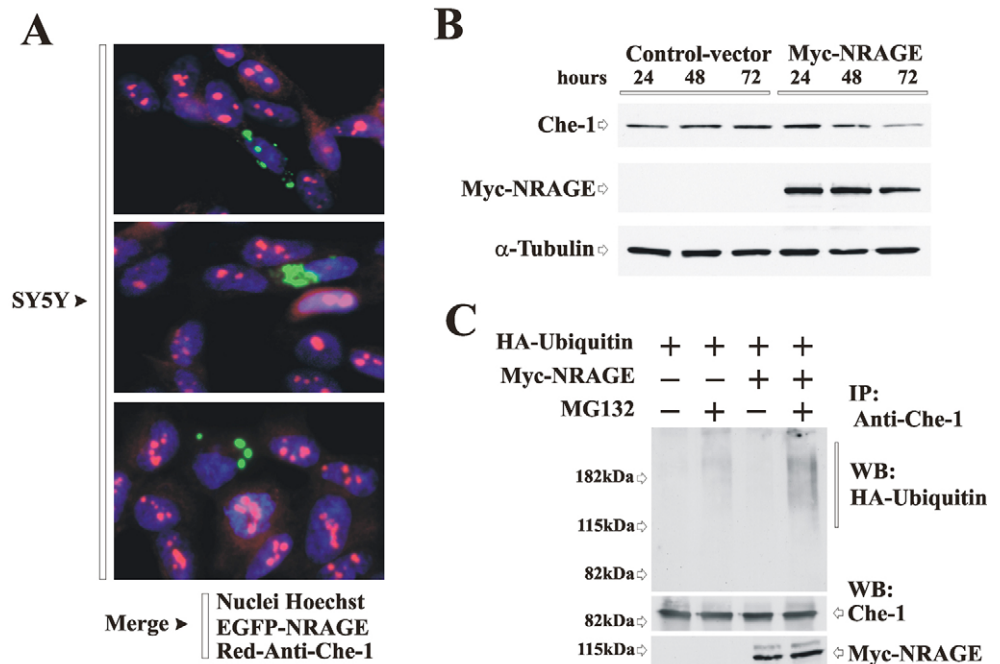 A
SY5Y
Merge
Nuclei Hoechst
EGFP-NRAGE
Red-Anti-Che-1
B
Control-vector Myc-NRAGE
hours 24 48 72 24 48 72
Che-1
Myc-NRAGE
α-Tubulin
C
HA-Ubiquitin + + + +
Myc-NRAGE – – + +
MG132 – + – +
IP:
Anti-Che-1
182kDa
115kDa
82kDa
WB:
HA-Ubiquitin
82kDa
WB:
Che-1
115kDa
Myc-NRAGE